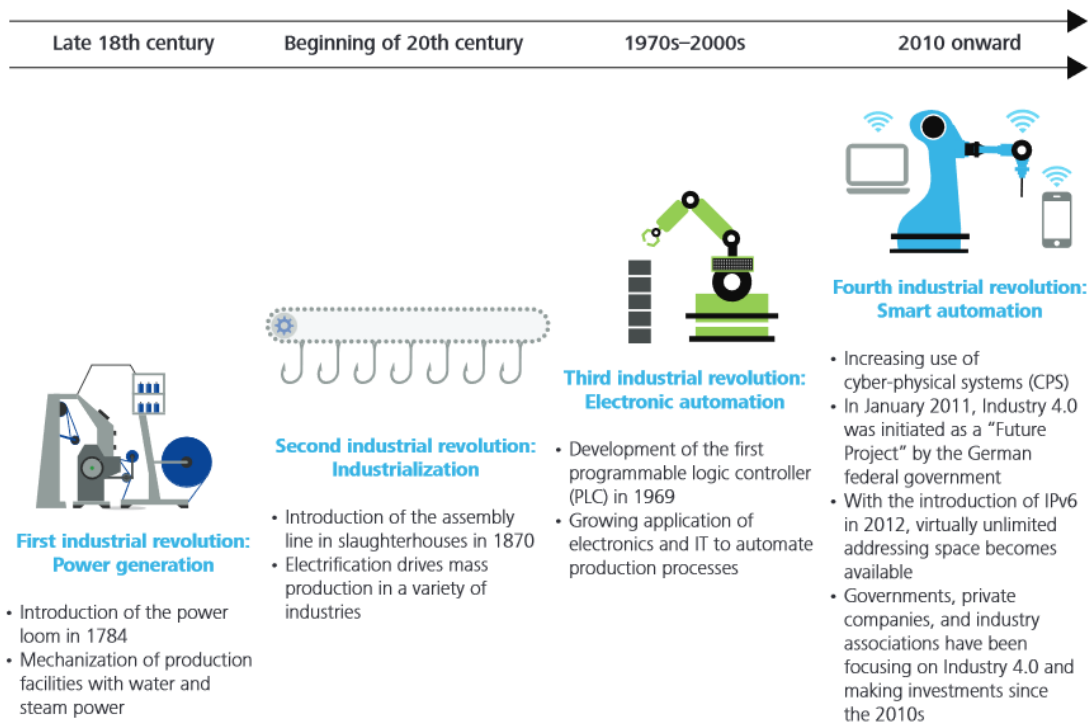 Late 18th century
Beginning of 20th century
1970s–2000s
2010 onward
First industrial revolution:
Power generation
• Introduction of the power
loom in 1784
• Mechanization of production
facilities with water and
steam power
Second industrial revolution:
Industrialization
• Introduction of the assembly
line in slaughterhouses in 1870
• Electrification drives mass
production in a variety of
industries
Third industrial revolution:
Electronic automation
• Development of the first
programmable logic controller
(PLC) in 1969
• Growing application of
electronics and IT to automate
production processes
Fourth industrial revolution:
Smart automation
• Increasing use of
cyber-physical systems (CPS)
• In January 2011, Industry 4.0
was initiated as a “Future
Project” by the German
federal government
• With the introduction of IPv6
in 2012, virtually unlimited
addressing space becomes
available
• Governments, private
companies, and industry
associations have been
focusing on Industry 4.0 and
making investments since
the 2010s